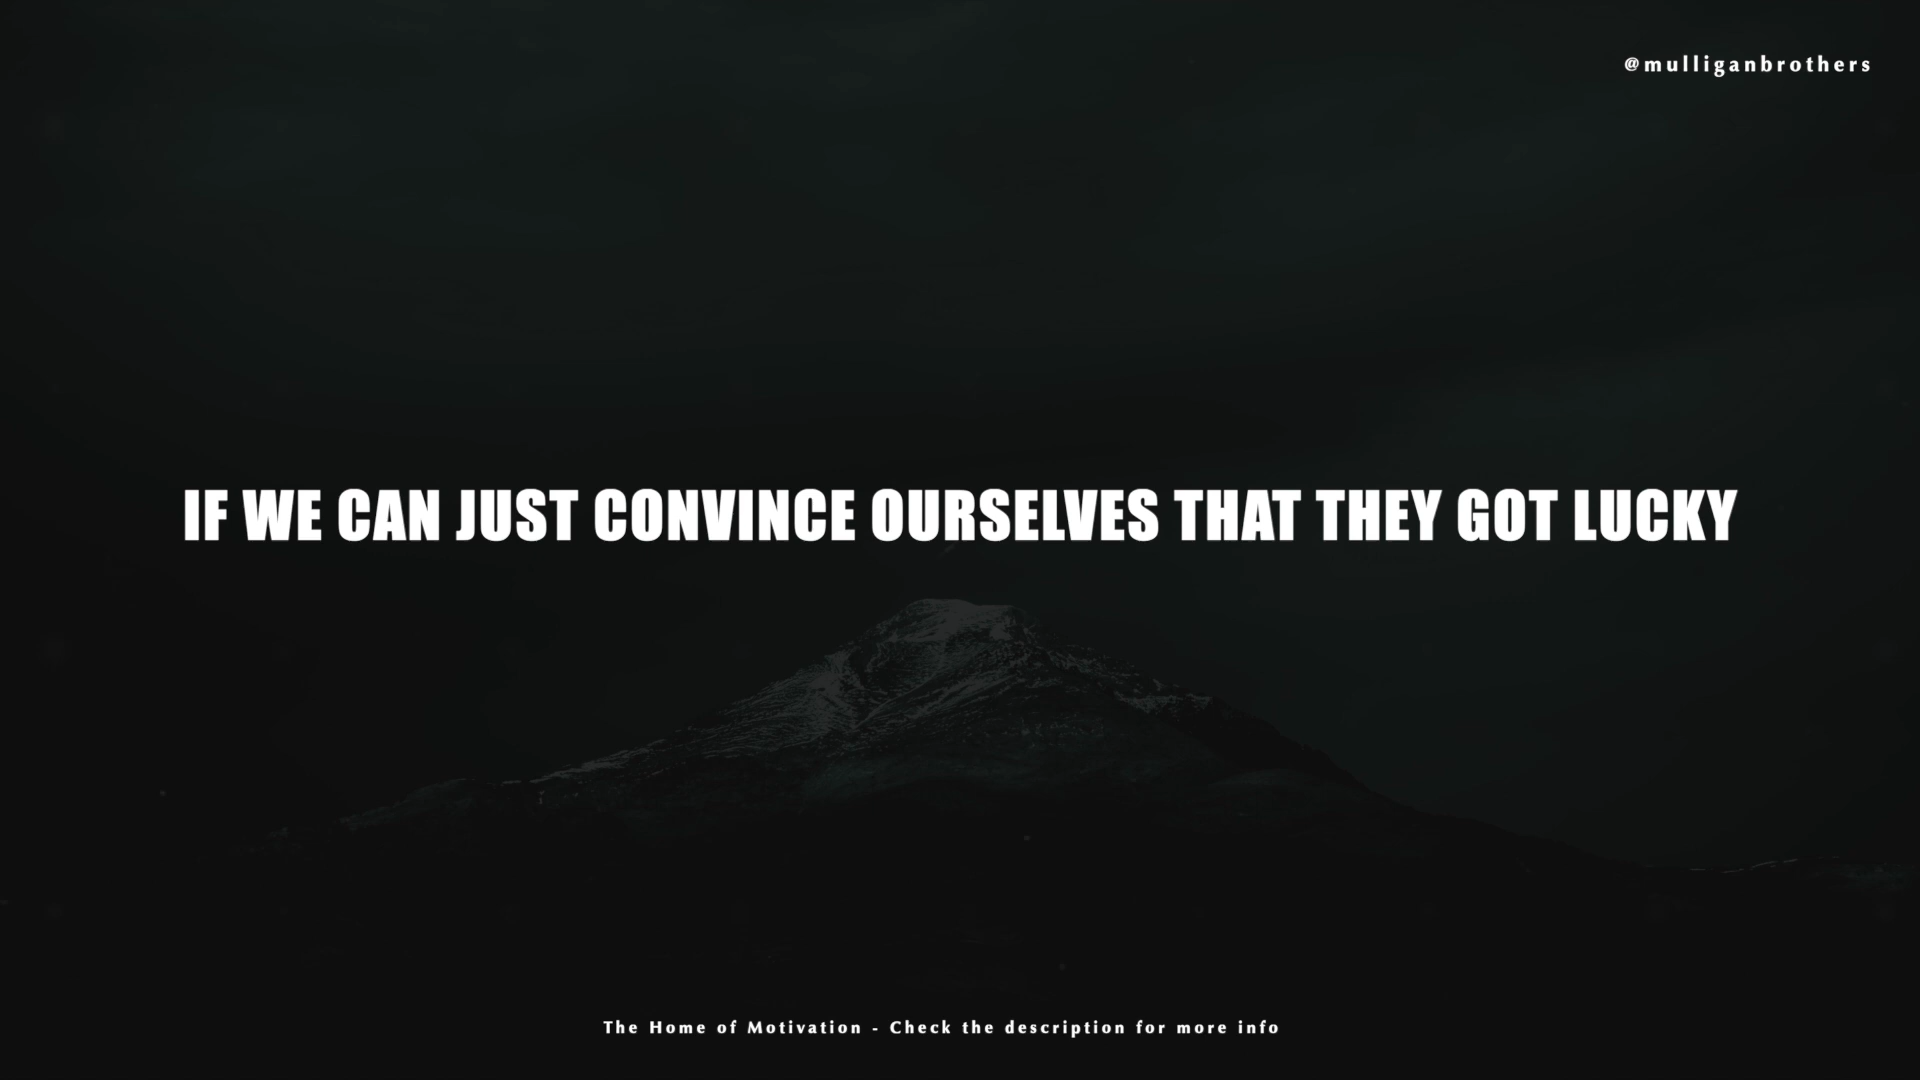 @mulliganbrothers
IF WE CAN JUST CONVINCE OURSELVES THAT THEY GOT LUCKY
The Home of Motivation - Check the description for more info